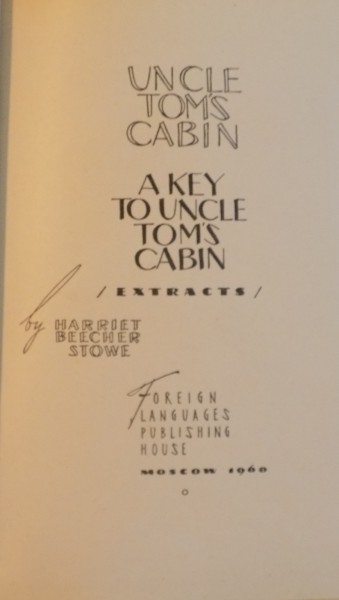 UNCLE
TOM'S
CABIN
A KEY
TO UNCLE
TOM'S
CABIN
/ EXTRACTS /
by HARRIET
BEECHER
STOWE
FOREIGN
LANGUAGES
PUBLISHING
HOUSE
MOSCOW 1960